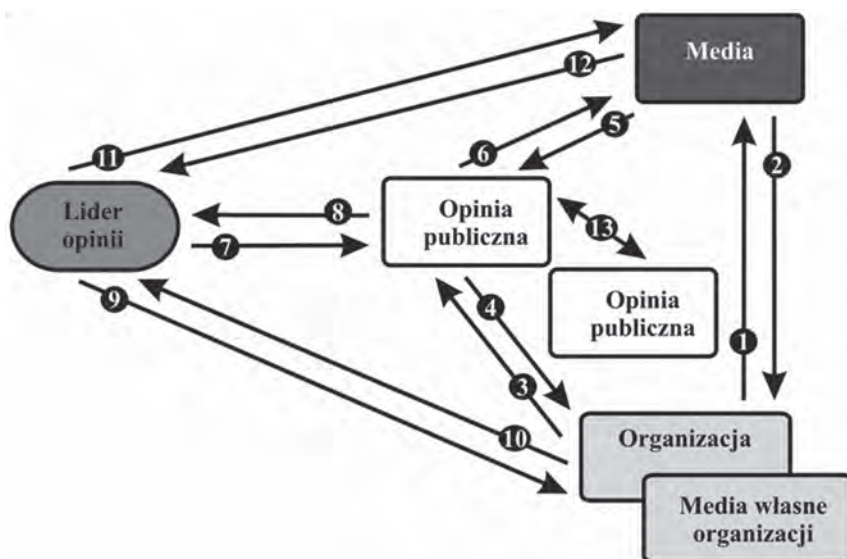 Media
12
11
6
5
2
Lider
opinii
8
7
Opinia
publiczna
13
9
4
Opinia
publiczna
1
3
10
Organizacja
Media własne
organizacji